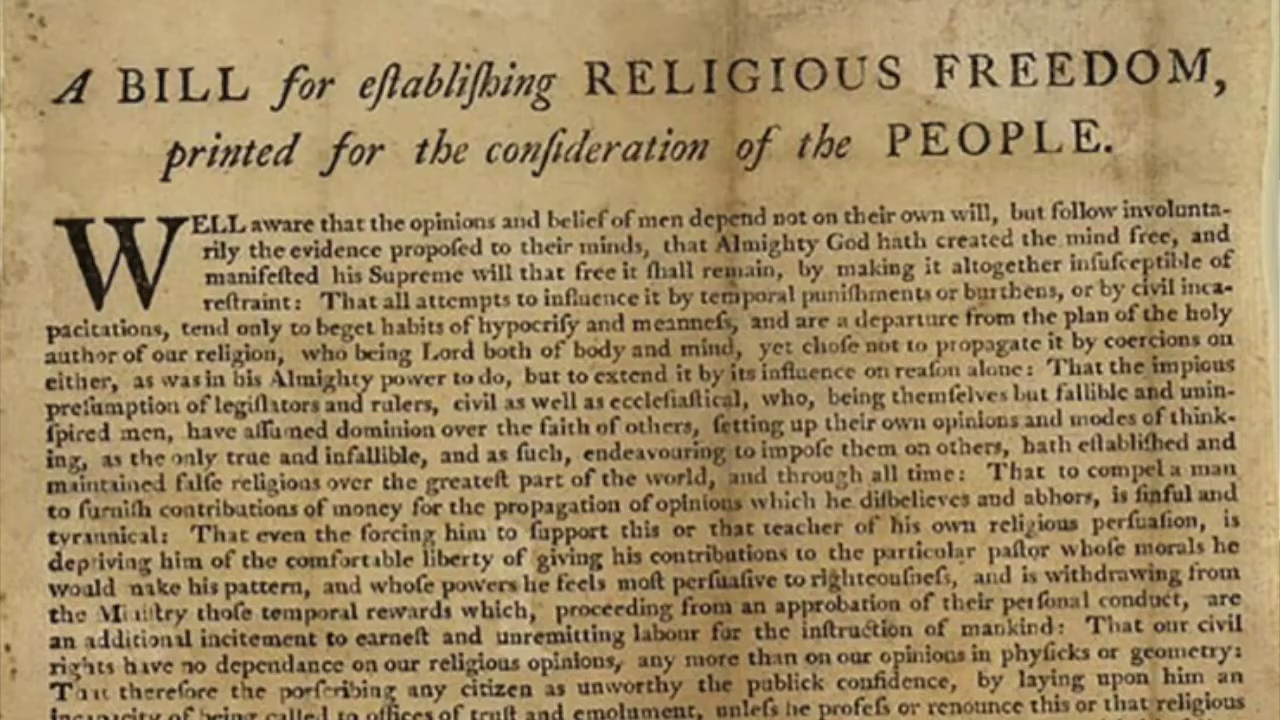 A BILL for eſtabliſhing RELIGIOUS FREEDOM,
printed for the conſideration of the PEOPLE.
WELL aware that the opinions and belief of men depend not on their own will, but follow involunta-
rily the evidence propoſed to their minds, that Almighty God hath created the mind free, and
manifeſted his Supreme will that free it ſhall remain, by making it altogether inſuſceptible of
reſtraint: That all attempts to influence it by temporal puniſhments or burthens, or by civil inca-
pacitations, tend only to beget habits of hypocriſy and meanneſs, and are a departure from the plan of the holy
author of our religion, who being Lord both of body and mind, yet choſe not to propagate it by coercions on
either, as was in his Almighty power to do, but to extend it by its influence on reaſon alone: That the impious
preſumption of legiſlators and rulers, civil as well as eccleſiaſtical, who, being themſelves but fallible and unin-
ſpired men, have aſſumed dominion over the faith of others, ſetting up their own opinions and modes of think-
ing, as the only true and infallible, and as ſuch, endeavouring to impoſe them on others, hath eſtabliſhed and
maintained falſe religions over the greateſt part of the world, and through all time: That to compel a man
to furniſh contributions of money for the propagation of opinions which he diſbelieves and abhors, is ſinful and
tyrannical: That even the forcing him to ſupport this or that teacher of his own religious perſuaſion, is
depriving him of the comfortable liberty of giving his contributions to the particular paſtor whoſe morals he
would make his pattern, and whoſe powers he feels moſt perſuaſive to righteouſneſs, and is withdrawing from
the Miniſtry thoſe temporal rewards which, proceeding from an approbation of their perſonal conduct, are
an additional incitement to earneſt and unremitting labour for the inſtruction of mankind: That our civil
rights have no dependance on our religious opinions, any more than on our opinions in phyſicks or geometry:
That therefore the proſcribing any citizen as unworthy the publick confidence, by laying upon him an
incapacity of being called to offices of truſt and emolument, unleſs he profeſs or renounce this or that religious